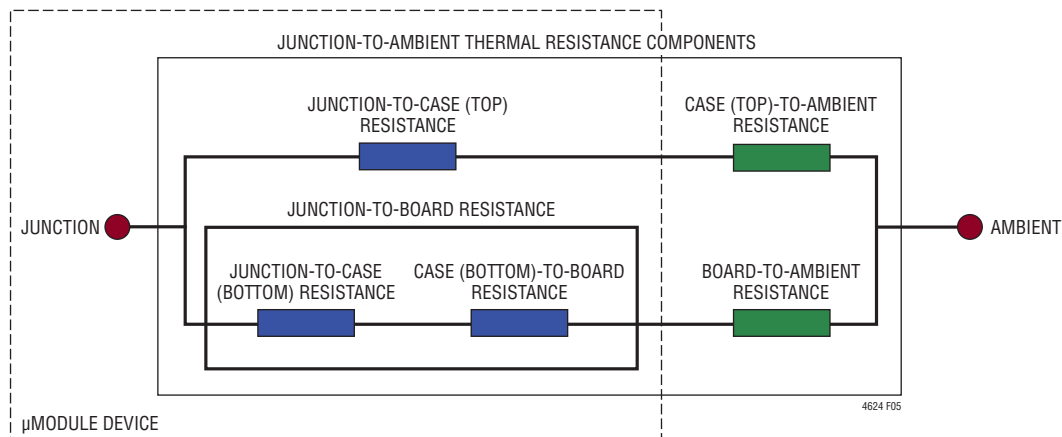 JUNCTION-TO-AMBIENT THERMAL RESISTANCE COMPONENTS
JUNCTION-TO-CASE (TOP)
RESISTANCE
CASE (TOP)-TO-AMBIENT
RESISTANCE
JUNCTION
JUNCTION-TO-BOARD RESISTANCE
AMBIENT
JUNCTION-TO-CASE
(BOTTOM) RESISTANCE
CASE (BOTTOM)-TO-BOARD
RESISTANCE
BOARD-TO-AMBIENT
RESISTANCE
4624 F05
µMODULE DEVICE